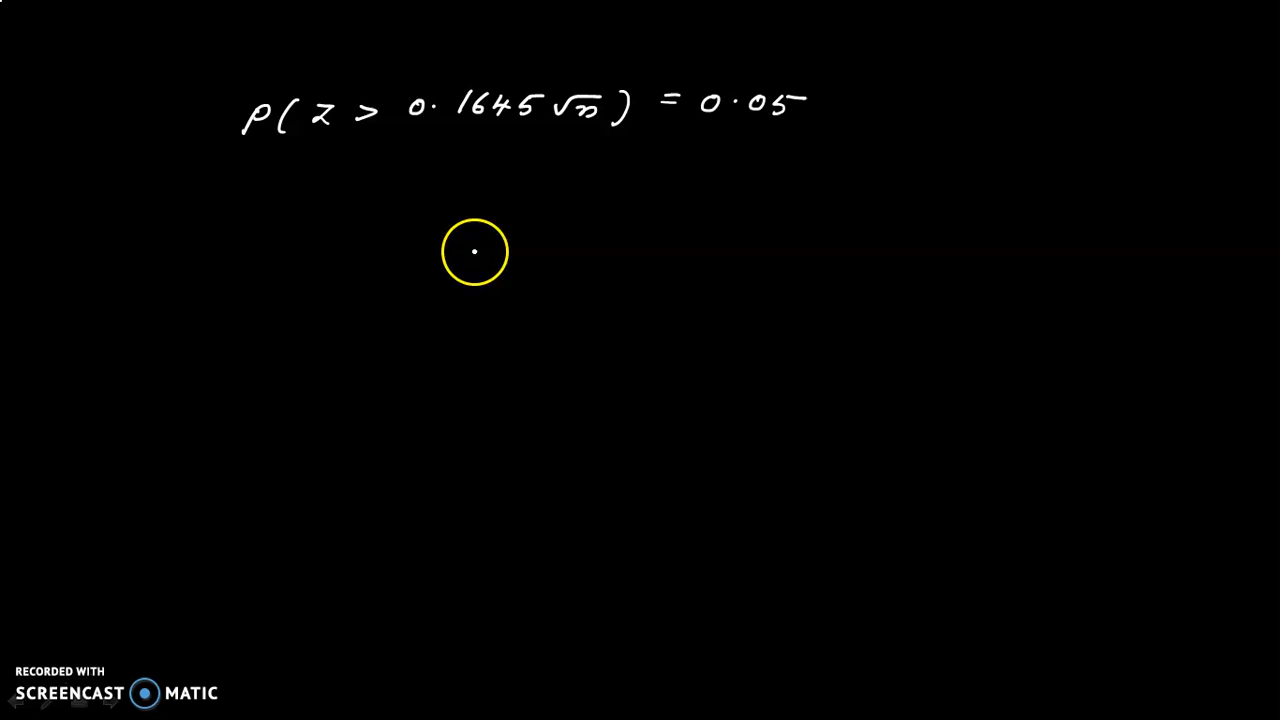 P(Z > 0.1645√n) = 0.05
RECORDED WITH
SCREENCAST MATIC